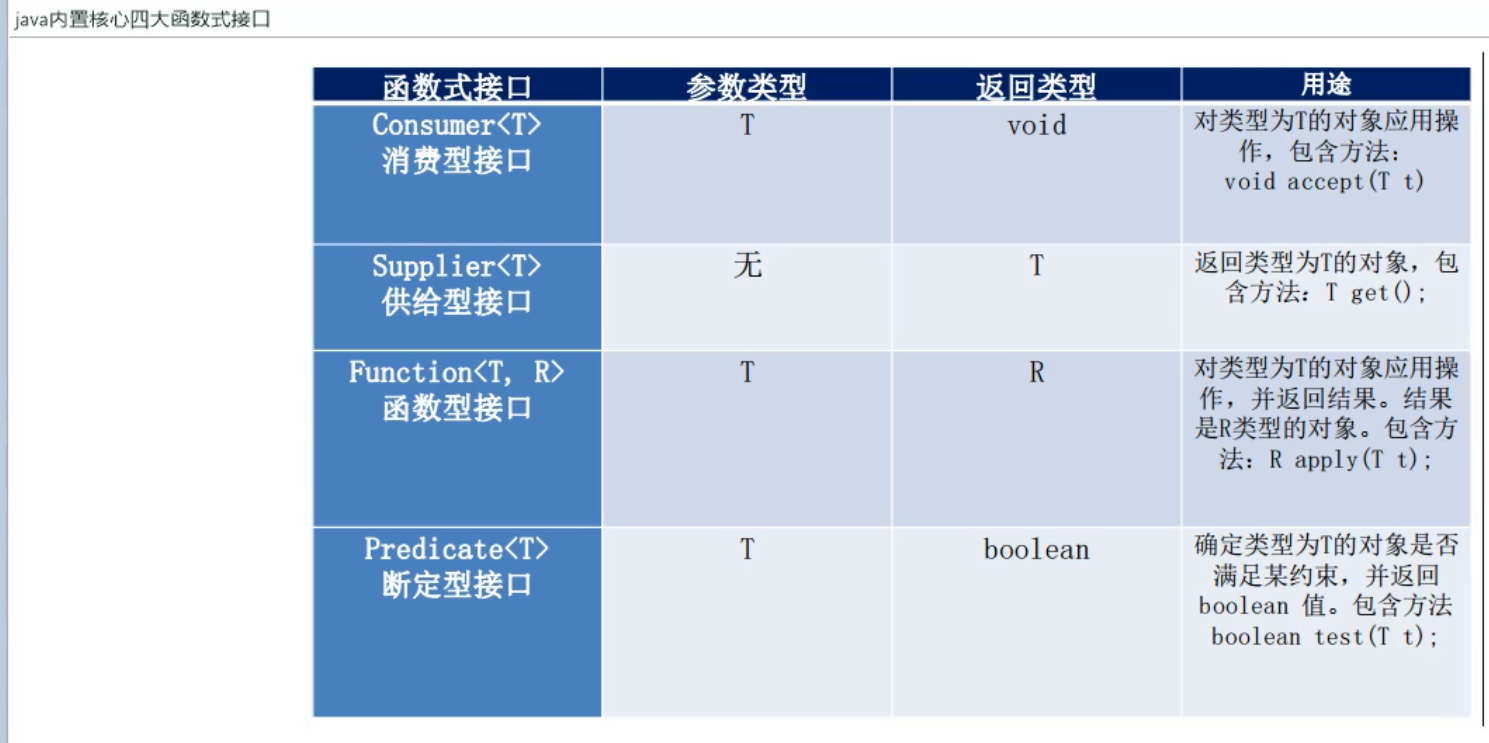 java内置核心四大函数式接口
函数式接口 参数类型 返回类型 用途
Consumer<T>
消费型接口
T
void
对类型为T的对象应用操
作，包含方法：
void accept(T t)
Supplier<T>
供给型接口
无
T
返回类型为T的对象，包
含方法：T get();
Function<T, R>
函数型接口
T
R
对类型为T的对象应用操
作，并返回结果。结果
是R类型的对象。包含方
法：R apply(T t);
Predicate<T>
断定型接口
T
boolean
确定类型为T的对象是否
满足某约束，并返回
boolean 值。包含方法
boolean test(T t);